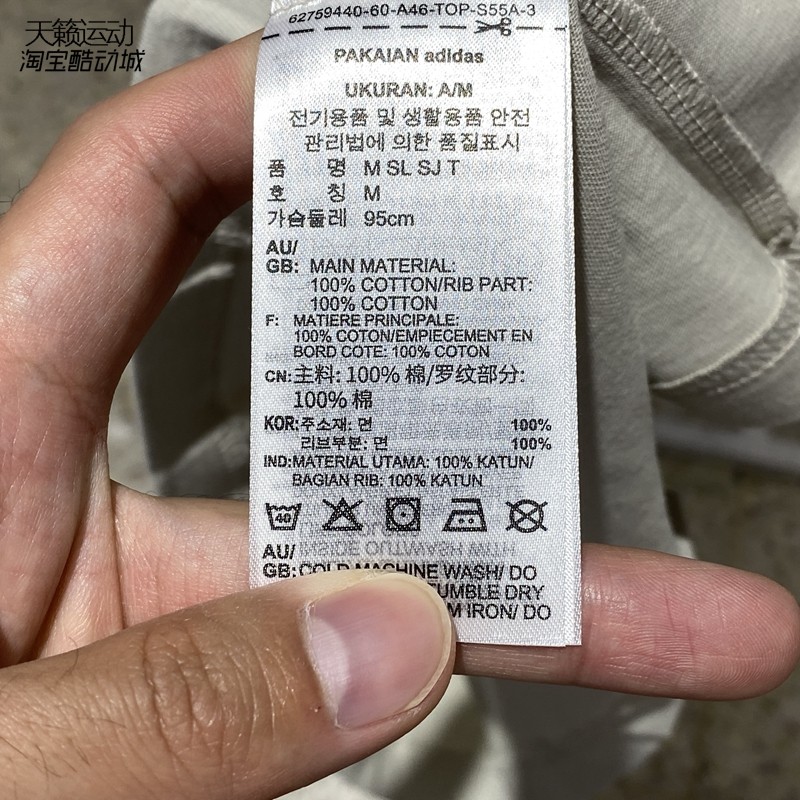 天籁运动
淘宝酷动城
62759440-60-A46-TOP-S55A-3
PAKAIAN adidas
UKURAN: A/M
전기용품 및 생활용품 안전
관리법에 의한 품질표시
품 명 M SL SJ T
호 칭 M
가슴둘레 95cm
AU/
GB: MAIN MATERIAL:
100% COTTON/RIB PART:
100% COTTON
F: MATIERE PRINCIPALE:
100% COTON/EMPIECEMENT EN
BORD COTE: 100% COTON
CN:主料: 100% 棉/罗纹部分:
100% 棉
KOR:주소재: 면 100%
리브부분: 면 100%
IND:MATERIAL UTAMA: 100% KATUN/
BAGIAN RIB: 100% KATUN
40
AU/
GB:COLD MACHINE WASH/ DO
TUMBLE DRY
IRON/ DO